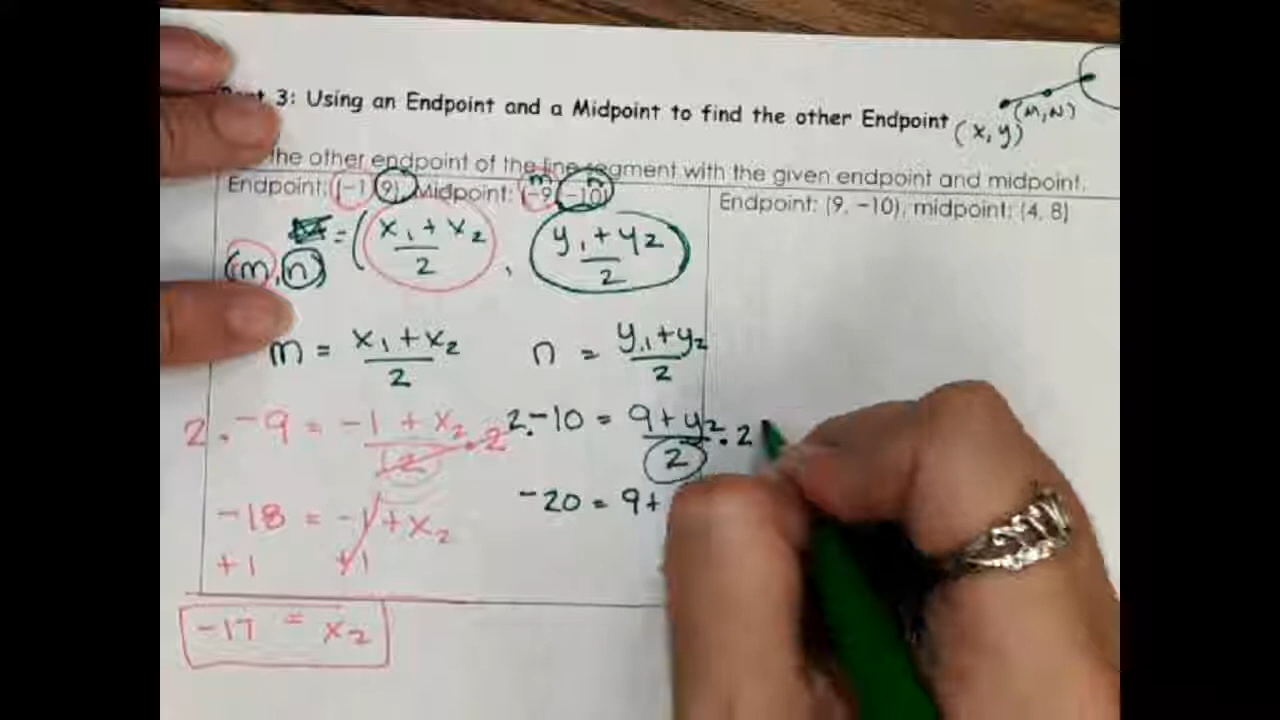 3: Using an Endpoint and a Midpoint to find the other Endpoint
(M,N)
(x,y)
the other endpoint of the line segment with the given endpoint and midpoint.
Endpoint: (-1, 9), Midpoint: (-9, -10)
m n
Endpoint: (9, -10), midpoint: (4, 8)
(m,n) = (x₁ + x₂ / 2 , y₁ + y₂ / 2
m = x₁ + x₂ / 2
n = y₁ + y₂ / 2
2 · -9 = -1 + x₂ / 2 · 2
2 · -10 = 9 + y₂ / 2 · 2
-18 = -1 + x₂
-20 = 9 +
+1 +1
-17 = x₂